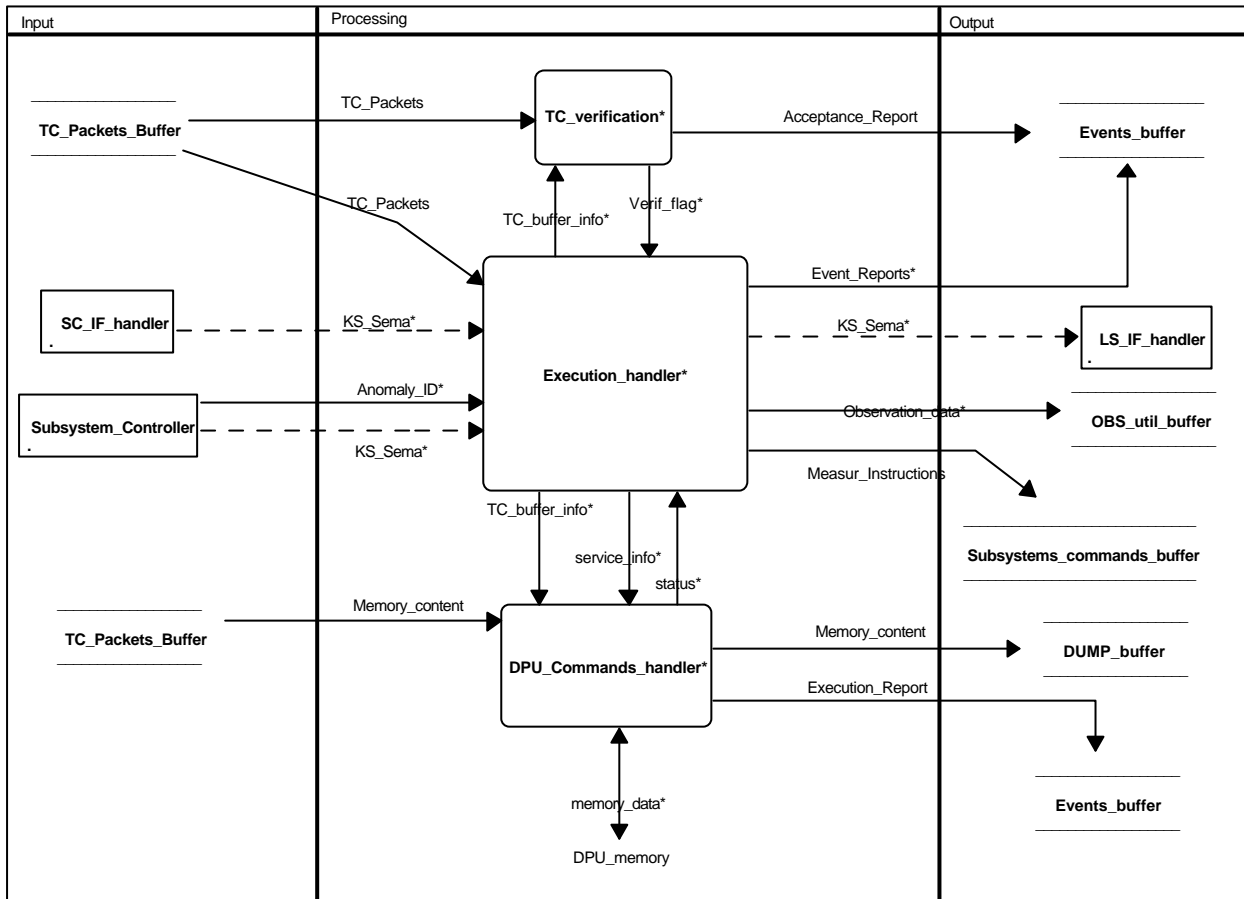 Input
Processing
Output
TC_Packets_Buffer
TC_Packets
TC_verification*
Acceptance_Report
Events_buffer
TC_Packets
TC_buffer_info*
Verif_flag*
Event_Reports*
SC_IF_handler
.
KS_Sema*
KS_Sema*
LS_IF_handler
.
Execution_handler*
Anomaly_ID*
Subsystem_Controller
.
KS_Sema*
Observation_data*
OBS_util_buffer
Measur_Instructions
TC_buffer_info*
service_info*
status*
Subsystems_commands_buffer
TC_Packets_Buffer
Memory_content
DPU_Commands_handler*
Memory_content
DUMP_buffer
Execution_Report
Events_buffer
memory_data*
DPU_memory